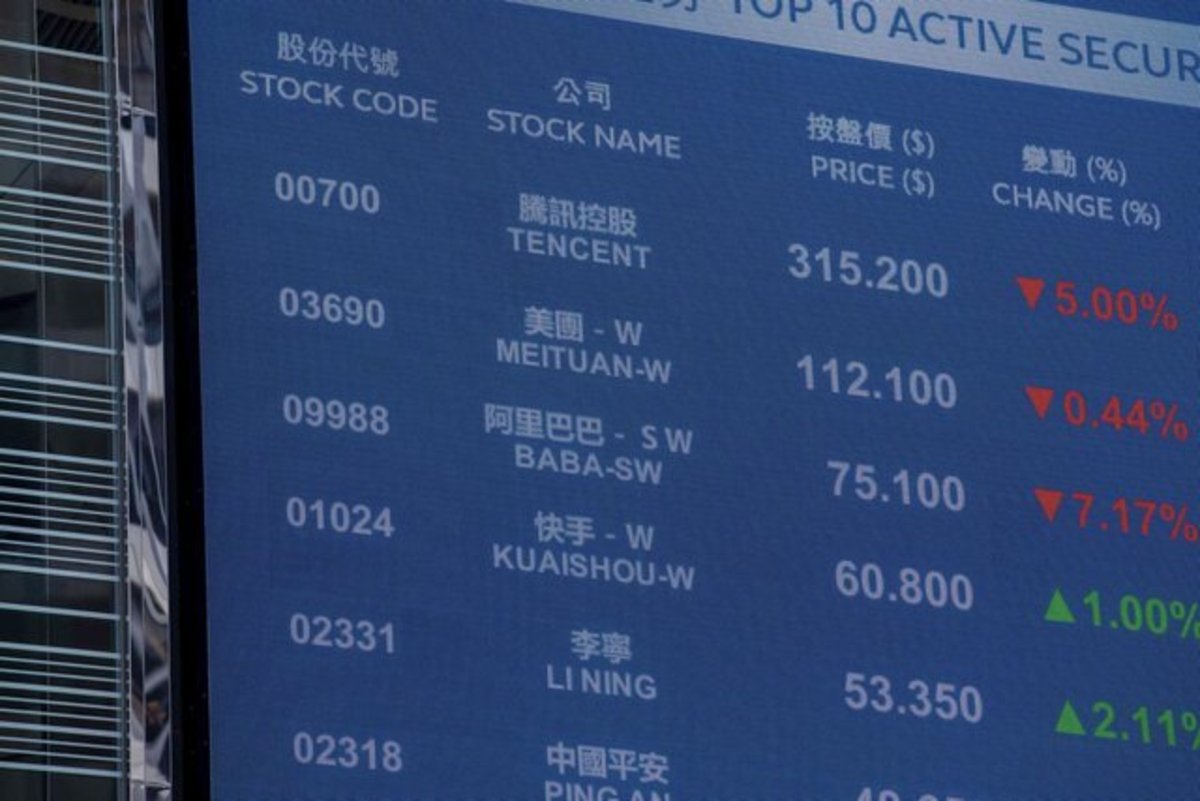 TOP 10 ACTIVE SECUR
股份代號 公司 按盤價 ($) 變動 (%)
STOCK CODE STOCK NAME PRICE ($) CHANGE (%)
00700 騰訊控股 315.200 ▼5.00%
TENCENT
03690 美團 - W 112.100 ▼0.44%
MEITUAN-W
09988 阿里巴巴 - S W 75.100 ▼7.17%
BABA-SW
01024 快手 - W 60.800 ▲1.00%
KUAISHOU-W
02331 李寧 53.350 ▲2.11%
LI NING
02318 中國平安
PING AN